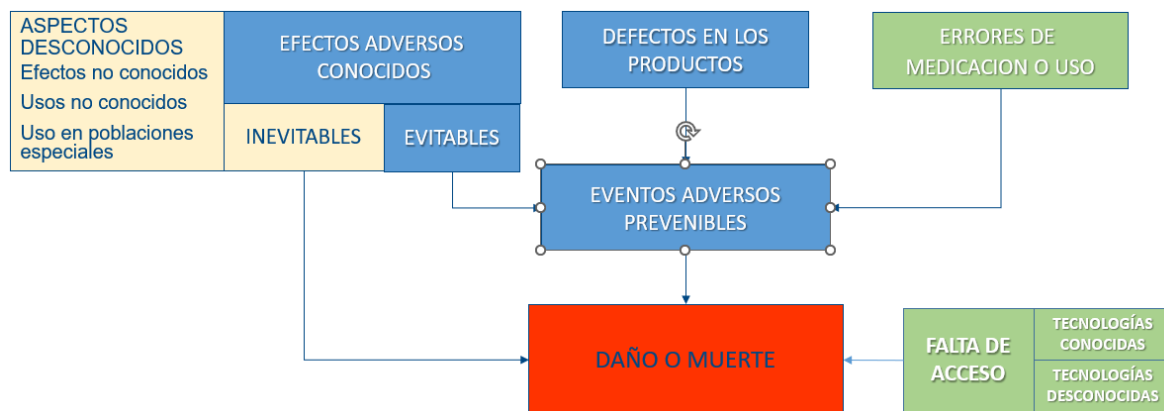 ASPECTOS
DESCONOCIDOS
Efectos no conocidos
Usos no conocidos
Uso en poblaciones
especiales
EFECTOS ADVERSOS
CONOCIDOS
INEVITABLES
EVITABLES
DEFECTOS EN LOS
PRODUCTOS
ERRORES DE
MEDICACION O USO
EVENTOS ADVERSOS
PREVENIBLES
DAÑO O MUERTE
FALTA DE
ACCESO
TECNOLOGÍAS
CONOCIDAS
TECNOLOGÍAS
DESCONOCIDAS